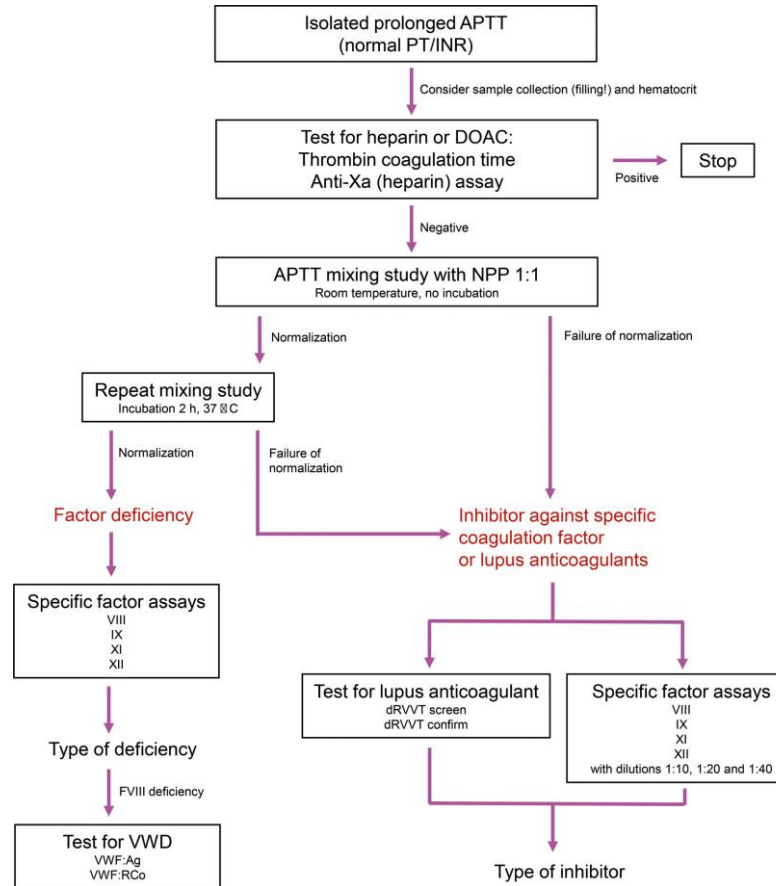 Isolated prolonged APTT
(normal PT/INR)
Consider sample collection (filling!) and hematocrit
Test for heparin or DOAC:
Thrombin coagulation time
Anti-Xa (heparin) assay
Positive
Stop
Negative
APTT mixing study with NPP 1:1
Room temperature, no incubation
Normalization
Failure of normalization
Repeat mixing study
Incubation 2 h, 37 C
Normalization
Failure of
normalization
Factor deficiency
Inhibitor against specific
coagulation factor
or lupus anticoagulants
Specific factor assays
VIII
IX
XI
XII
Test for lupus anticoagulant
dRVVT screen
dRVVT confirm
Specific factor assays
VIII
IX
XI
XII
with dilutions 1:10, 1:20 and 1:40
Type of deficiency
FVIII deficiency
Test for VWD
VWF:Ag
VWF:RCo
Type of inhibitor